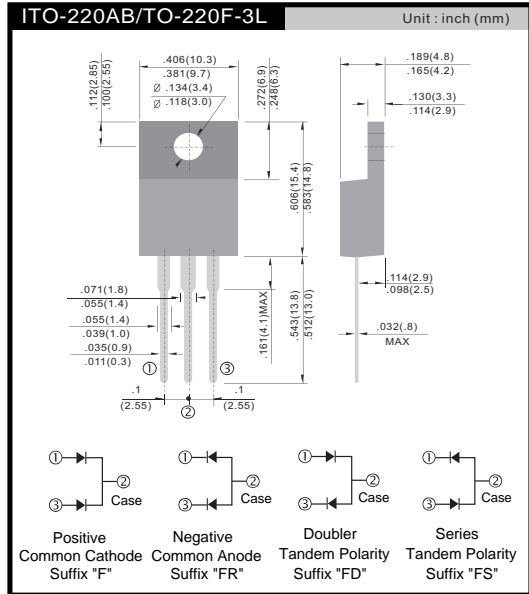 ITO-220AB/TO-220F-3L
Unit : inch (mm)
.112(2.85)
.100(2.55)
.406(10.3)
.381(9.7)
Ø .134(3.4)
Ø .118(3.0)
.272(6.9)
.248(6.3)
.606(15.4)
.583(14.8)
.189(4.8)
.165(4.2)
.130(3.3)
.114(2.9)
.071(1.8)
.055(1.4)
.055(1.4)
.039(1.0)
.035(0.9)
.011(0.3)
.161(4.1)MAX
.543(13.8)
.512(13.0)
.114(2.9)
.098(2.5)
.032(.8)
MAX
① ③
.1
(2.55)
②
.1
(2.55)
① ② ③ Case
① ② ③ Case
① ② ③ Case
① ② ③ Case
Positive
Common Cathode
Suffix "F"
Negative
Common Anode
Suffix "FR"
Doubler
Tandem Polarity
Suffix "FD"
Series
Tandem Polarity
Suffix "FS"